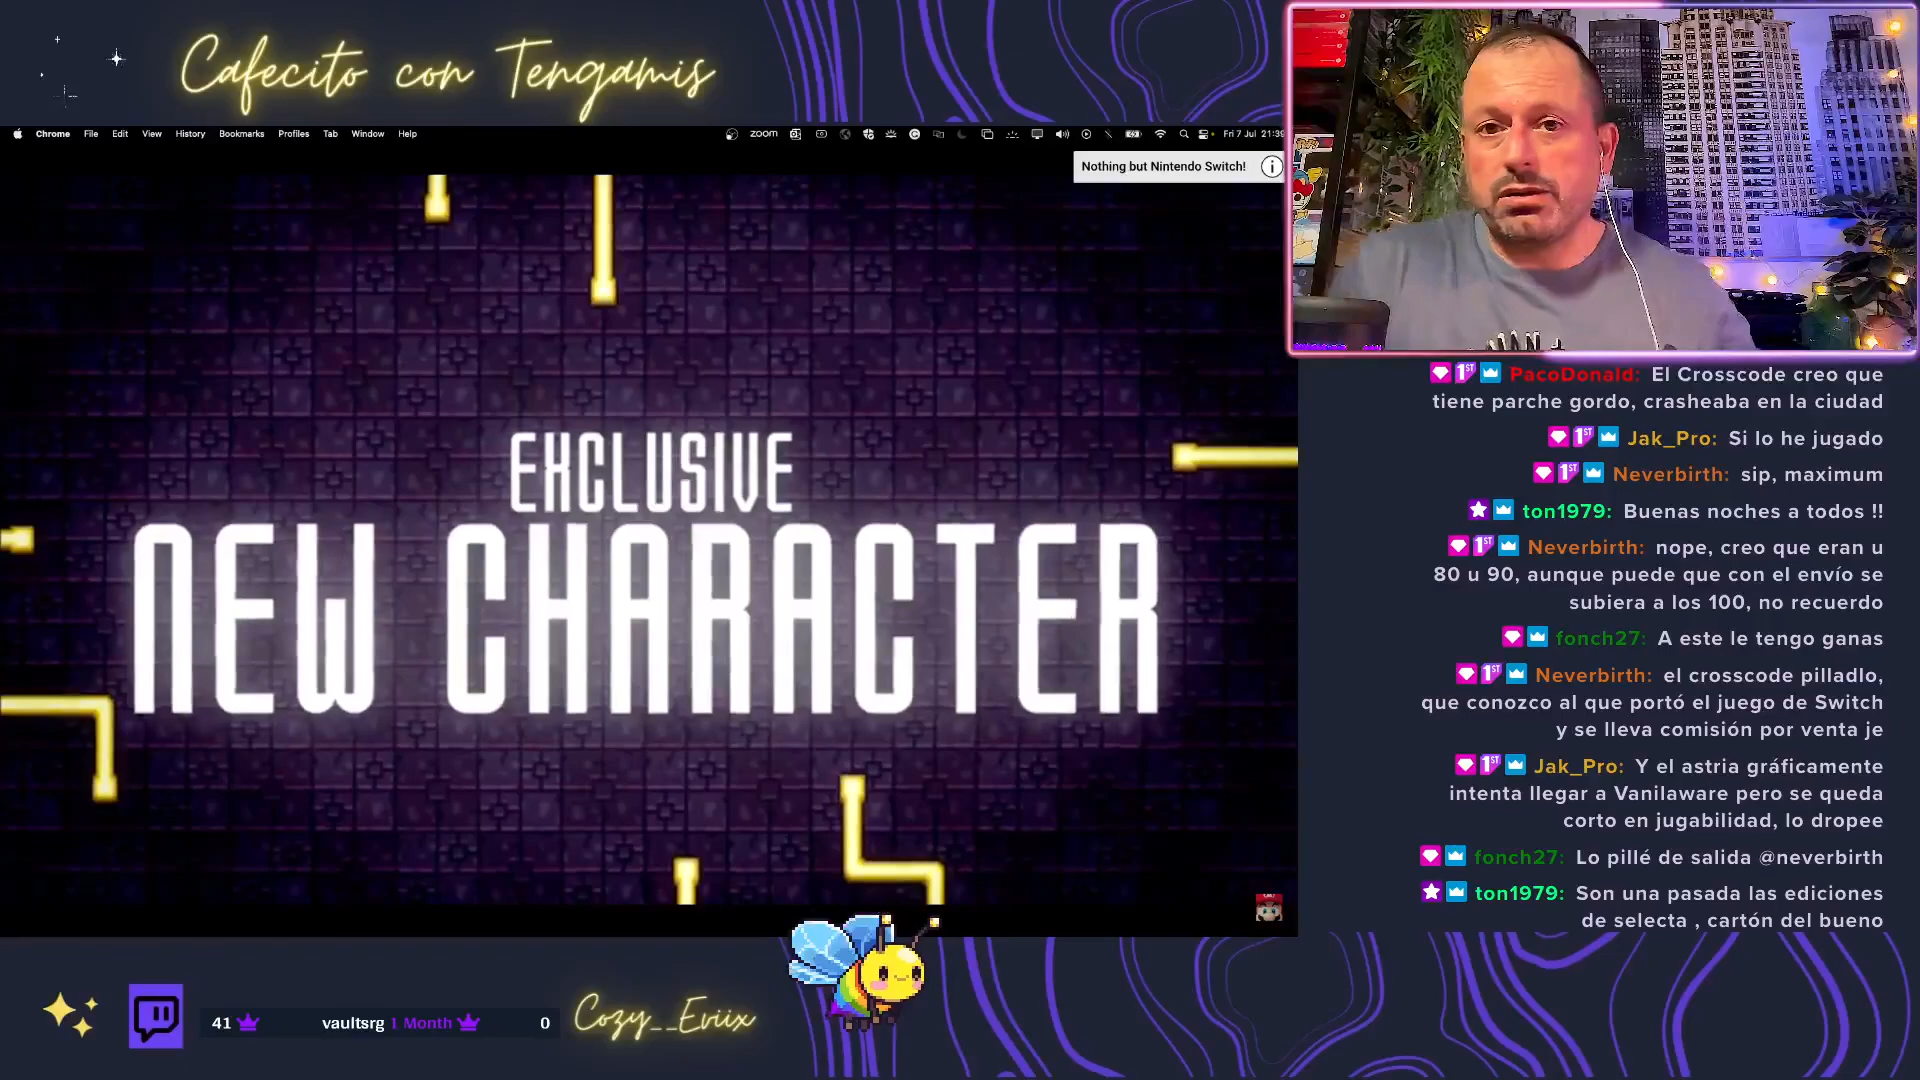 Cafecito con Tengamis
Chrome File Edit View History Bookmarks Profiles Tab Window Help
zoom
Fri 7 Jul 21:39
Nothing but Nintendo Switch!
EXCLUSIVE
NEW CHARACTER
PacoDonald: El Crosscode creo que
tiene parche gordo, crasheaba en la ciudad
Jak_Pro: Si lo he jugado
Neverbirth: sip, maximum
ton1979: Buenas noches a todos !!
Neverbirth: nope, creo que eran u
80 u 90, aunque puede que con el envío se
subiera a los 100, no recuerdo
fonch27: A este le tengo ganas
Neverbirth: el crosscode pilladlo,
que conozco al que portó el juego de Switch
y se lleva comisión por venta je
Jak_Pro: Y el astria gráficamente
intenta llegar a Vanilaware pero se queda
corto en jugabilidad, lo dropee
fonch27: Lo pillé de salida @neverbirth
ton1979: Son una pasada las ediciones
de selecta , cartón del bueno
41
vaultsrg 1 Month
0
Cozy__Eviix